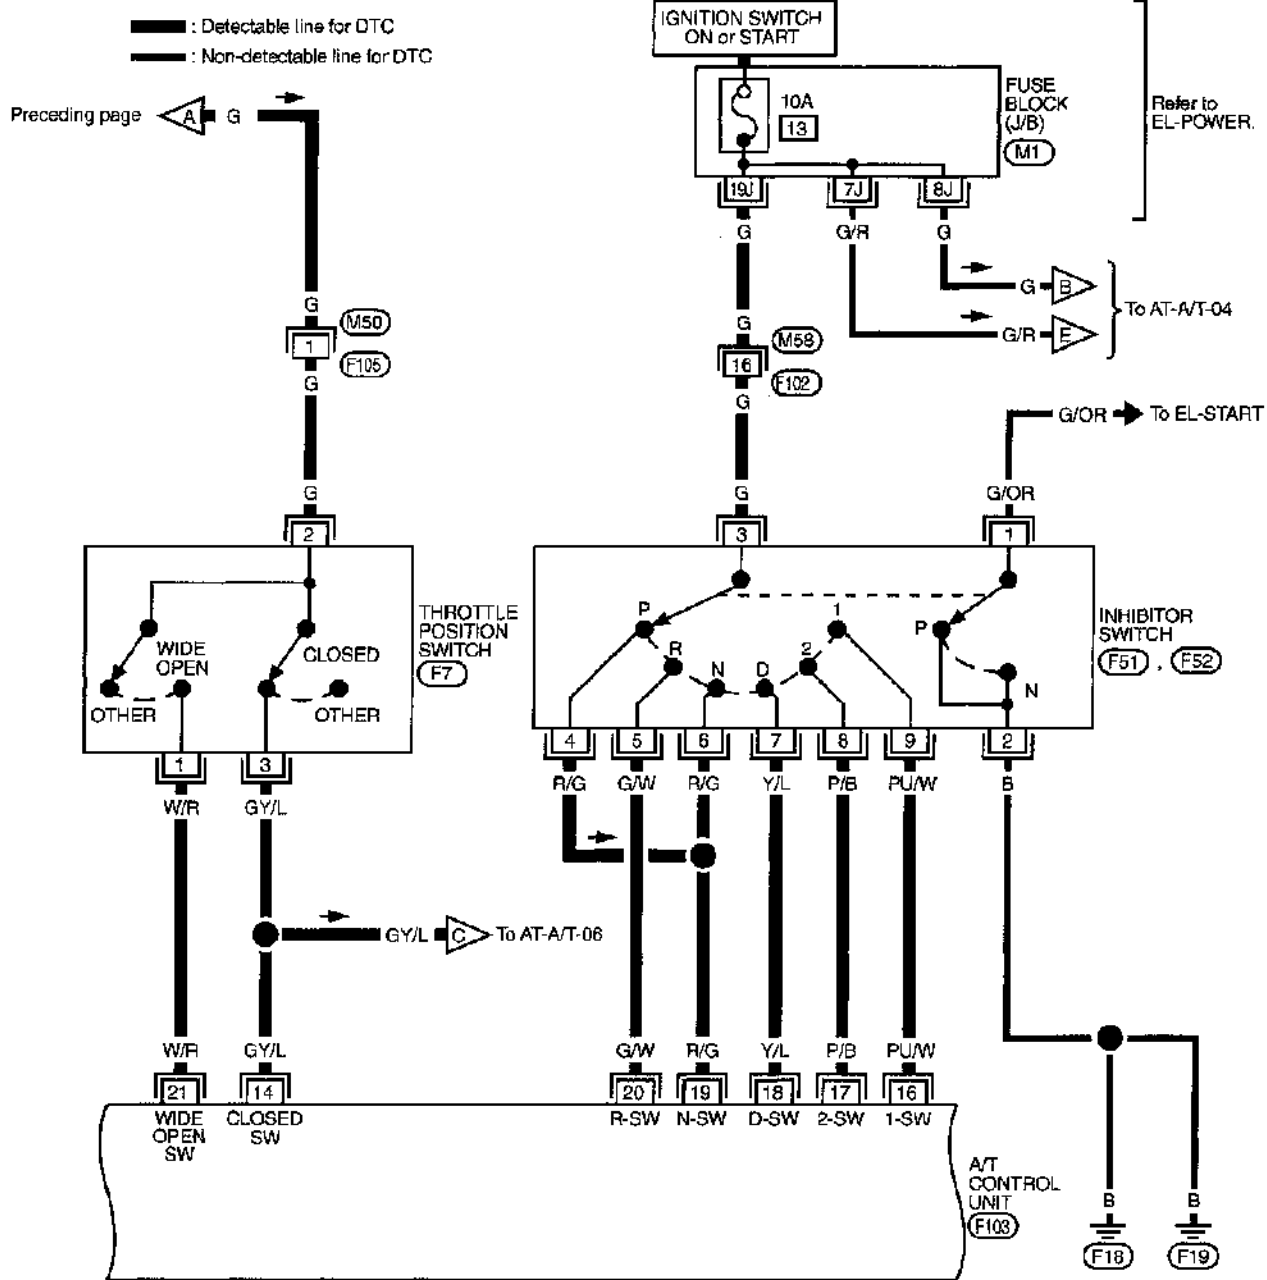 : Detectable line for DTC
: Non-detectable line for DTC
IGNITION SWITCH
ON or START
Preceding page
A
G
10A
13
FUSE
BLOCK
(J/B)
M1
Refer to
EL-POWER.
19J
7J
8J
G
G/R
G
G
B
G/R
E
To AT-A/T-04
G
M50
1
F105
G
G
M58
16
F102
G
G/OR
To EL-START
G
G
G/OR
2
3
1
THROTTLE
POSITION
SWITCH
F7
WIDE
OPEN
CLOSED
OTHER
OTHER
P
R
N
D
2
1
P
N
INHIBITOR
SWITCH
F51 , F52
1
3
4
5
6
7
8
9
2
W/R
GY/L
R/G
G/W
R/G
Y/L
P/B
PU/W
B
GY/L
C
To AT-A/T-06
W/R
GY/L
G/W
R/G
Y/L
P/B
PU/W
21
14
20
19
18
17
16
WIDE
OPEN
SW
CLOSED
SW
R-SW
N-SW
D-SW
2-SW
1-SW
A/T
CONTROL
UNIT
F103
B
B
F18
F19